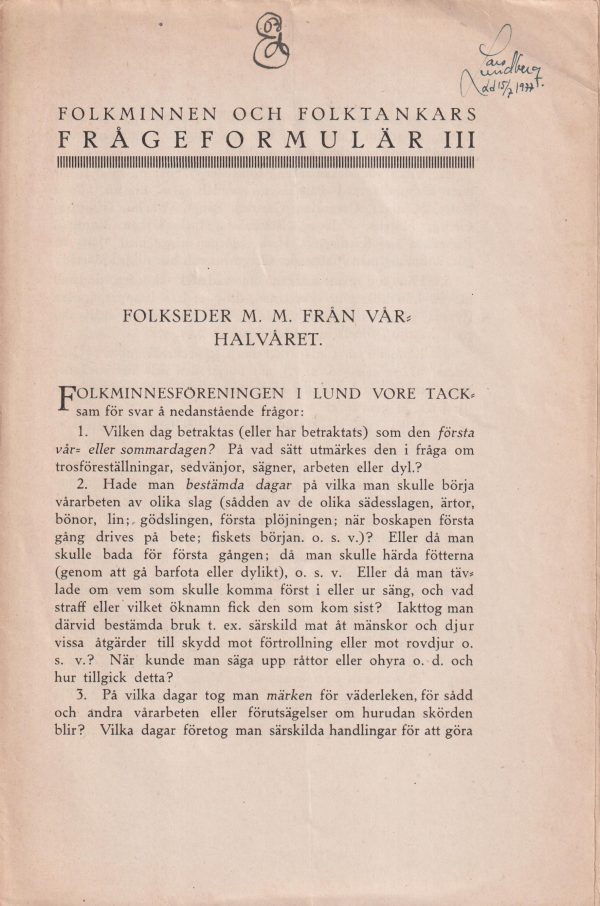 Lars
Lundberg
dd 15/7 1977.
FOLKMINNEN OCH FOLKTANKARS
FRÅGEFORMULÄR III
FOLKSEDER M. M. FRÅN VÅR-
HALVÅRET.
FOLKMINNESFÖRENINGEN I LUND VORE TACK-
sam för svar å nedanstående frågor:
1. Vilken dag betraktas (eller har betraktats) som den första
vår- eller sommardagen? På vad sätt utmärkes den i fråga om
trosföreställningar, sedvänjor, sägner, arbeten eller dyl.?
2. Hade man bestämda dagar på vilka man skulle börja
vårarbeten av olika slag (sådden av de olika sädesslagen, ärtor,
bönor, lin; gödslingen, första plöjningen; när boskapen första
gång drives på bete; fiskets början. o. s. v.)? Eller då man
skulle bada för första gången; då man skulle härda fötterna
(genom att gå barfota eller dylikt), o. s. v. Eller då man täv-
lade om vem som skulle komma först i eller ur säng, och vad
straff eller vilket öknamn fick den som kom sist? Iakttog man
därvid bestämda bruk t. ex. särskild mat åt mänskor och djur
vissa åtgärder till skydd mot förtrollning eller mot rovdjur o.
s. v.? När kunde man säga upp råttor eller ohyra o. d. och
hur tillgick detta?
3. På vilka dagar tog man märken för väderleken, för sådd
och andra vårarbeten eller förutsägelser om hurudan skörden
blir? Vilka dagar företog man särskilda handlingar för att göra